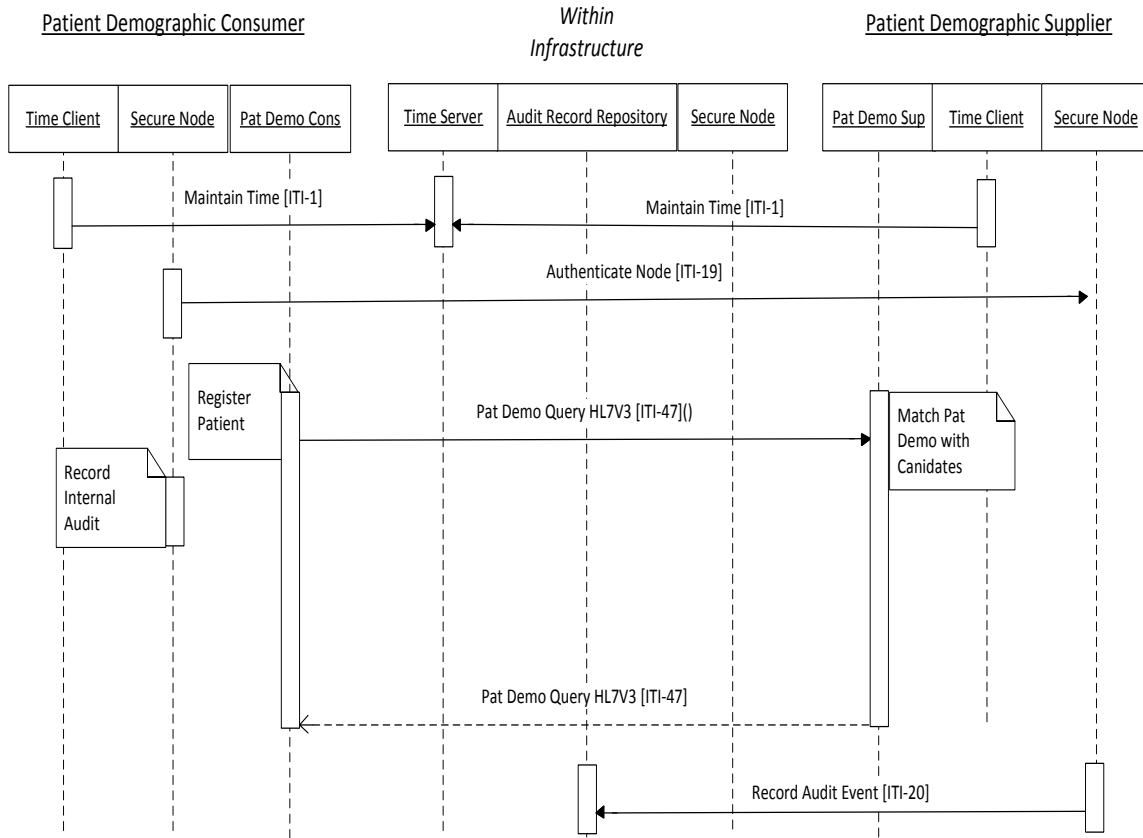 Patient Demographic Consumer
Within
Infrastructure
Patient Demographic Supplier
Time Client
Secure Node
Pat Demo Cons
Time Server
Audit Record Repository
Secure Node
Pat Demo Sup
Time Client
Secure Node
Maintain Time [ITI-1]
Maintain Time [ITI-1]
Authenticate Node [ITI-19]
Register
Patient
Pat Demo Query HL7V3 [ITI-47]()
Match Pat
Demo with
Canidates
Record
Internal
Audit
Pat Demo Query HL7V3 [ITI-47]
Record Audit Event [ITI-20]